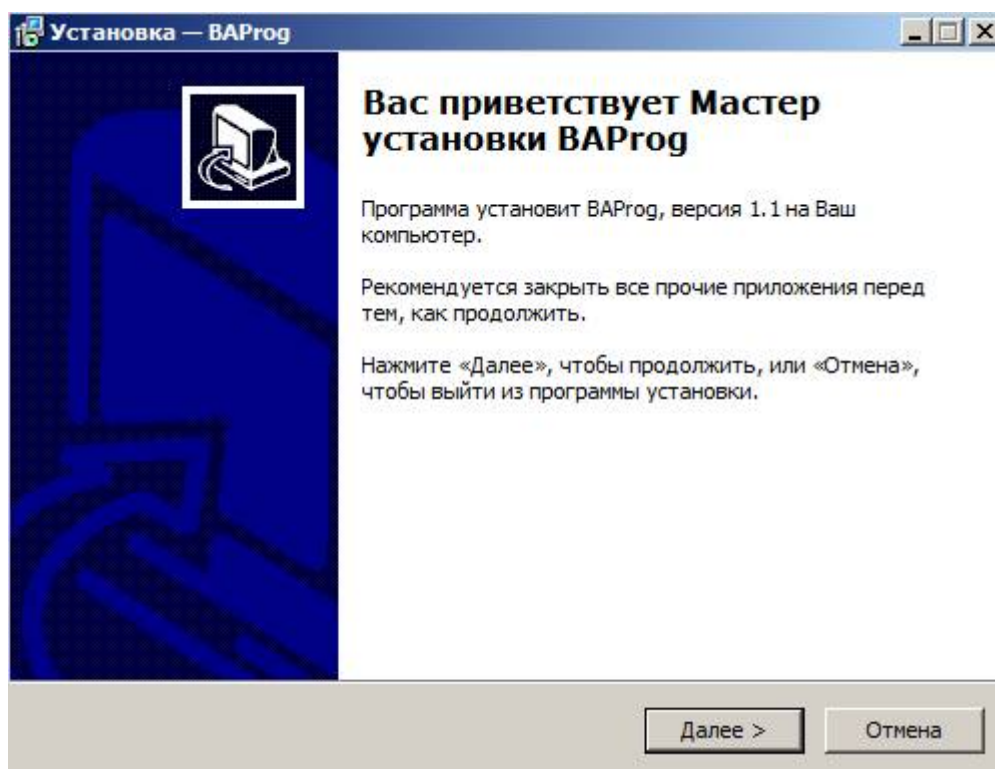 Установка — BAProg
Вас приветствует Мастер
установки BAProg
Программа установит BAProg, версия 1.1 на Ваш
компьютер.
Рекомендуется закрыть все прочие приложения перед
тем, как продолжить.
Нажмите «Далее», чтобы продолжить, или «Отмена»,
чтобы выйти из программы установки.
Далее >
Отмена